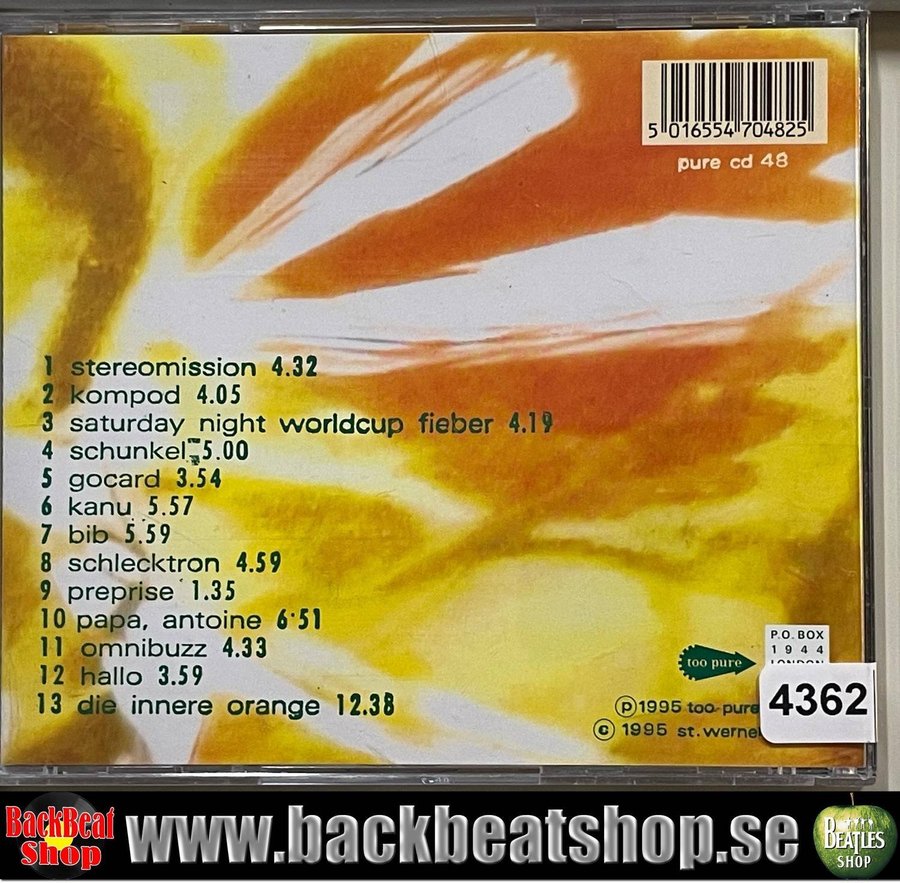 5 016554 704825
pure cd 48
1 stereomission 4.32
2 kompod 4.05
3 saturday night worldcup fieber 4.19
4 schunkel 5.00
5 gocard 3.54
6 kanu 5.57
7 bib 5.59
8 schlecktron 4.59
9 preprise 1.35
10 papa, antoine 6.51
11 omnibuzz 4.33
12 hallo 3.59
13 die innere orange 12.38
too pure
P.O. BOX
1944
LONDON
℗1995 too pure
© 1995 st. werne
4362
BackBeat
Shop
www.backbeatshop.se
BEATLES
SHOP